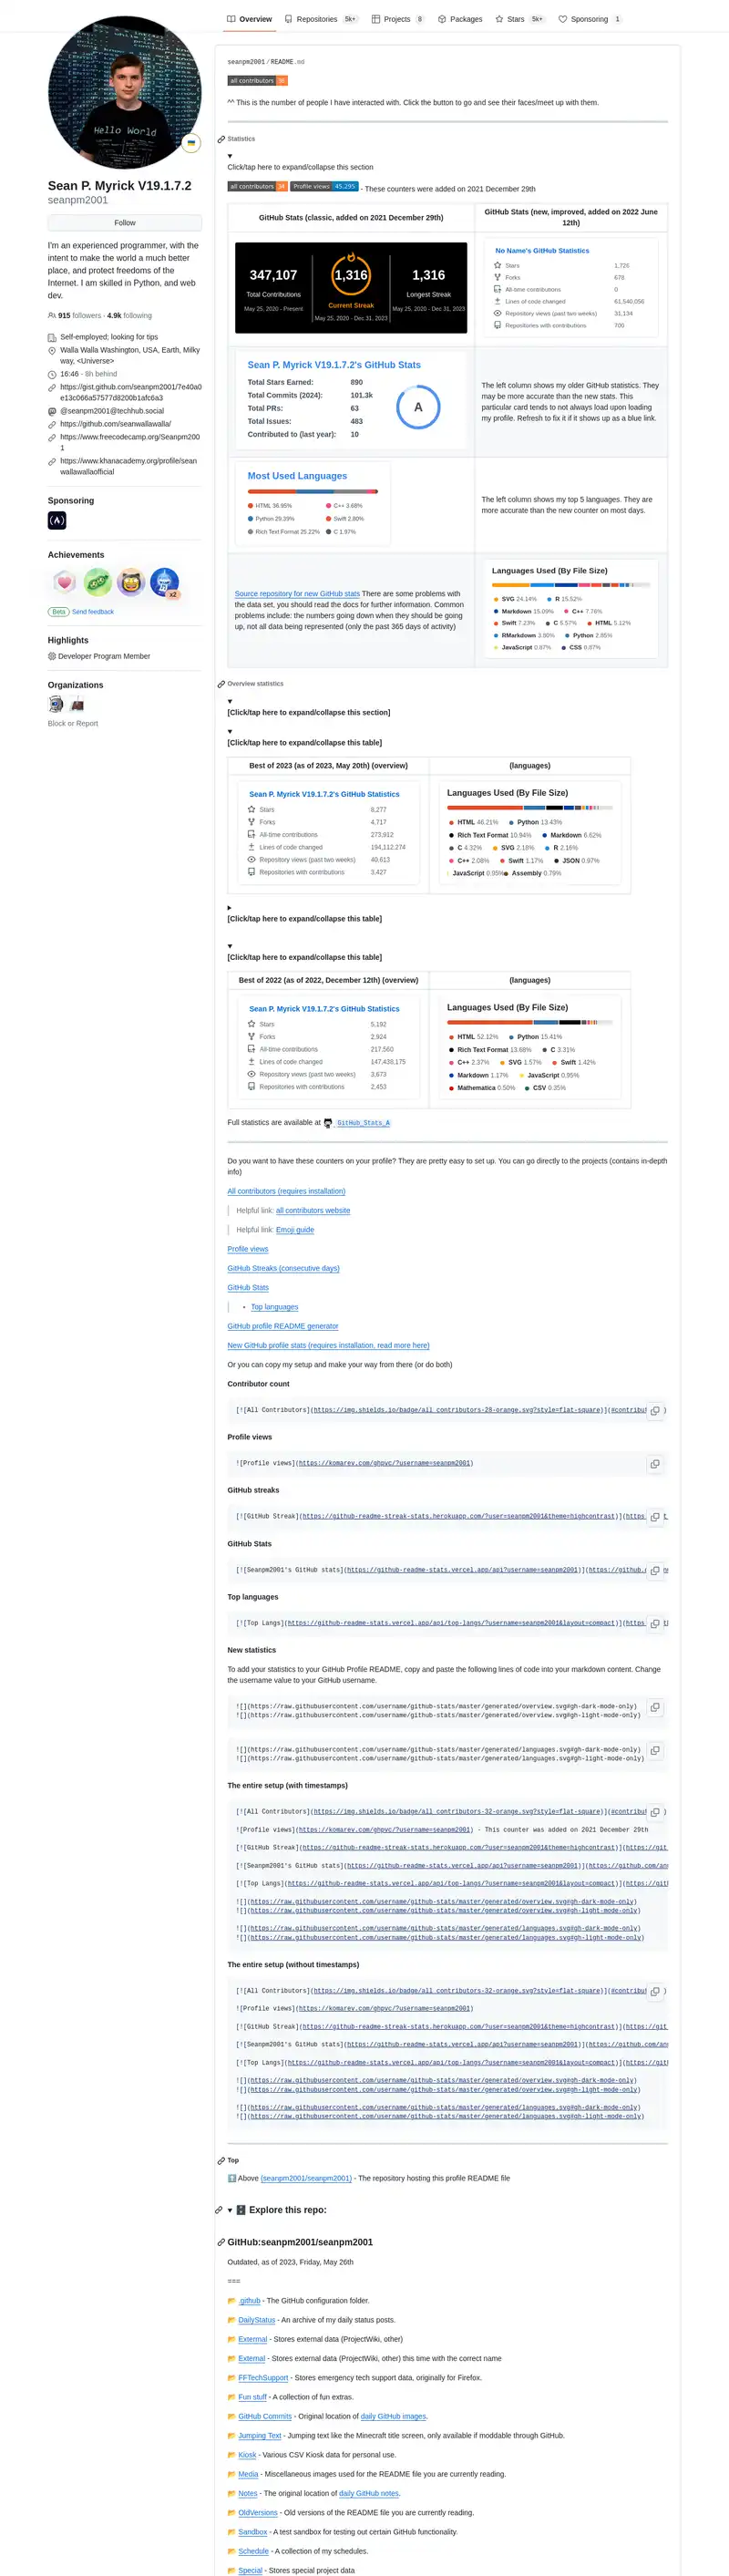 Overview
Repositories 5k+
Projects 8
Packages
Stars 5k+
Sponsoring 1
Hello World
Sean P. Myrick V19.1.7.2
seanpm2001
Follow
I'm an experienced programmer, with the
intent to make the world a much better
place, and protect freedoms of the
Internet. I am skilled in Python, and web
dev.
915 followers · 4.9k following
Self-employed; looking for tips
Walla Walla Washington, USA, Earth, Milky
way, <Universe>
16:46 - 8h behind
https://gist.github.com/seanpm2001/7e40a0
e13c066a57577d8200b1afc6a3
@seanpm2001@techhub.social
https://github.com/seanwallawalla/
https://www.freecodecamp.org/Seanpm200
1
https://www.khanacademy.org/profile/sean
wallawallaofficial
Sponsoring
Achievements
x2
Beta Send feedback
Highlights
Developer Program Member
Organizations
Block or Report
seanpm2001/README.md
all contributors
^^ This is the number of people I have interacted with. Click the button to go and see their faces/meet up with them.
Statistics
Click/tap here to expand/collapse this section
all contributors 34 Profile views 45,295 - These counters were added on 2021 December 29th
GitHub Stats (classic, added on 2021 December 29th)
GitHub Stats (new, improved, added on 2022 June
12th)
347,107
Total Contributions
May 25, 2020 - Present
1,316
Current Streak
May 25, 2020 - Dec 31, 2023
1,316
Longest Streak
May 25, 2020 - Dec 31, 2023
No Name's GitHub Statistics
Stars 1,726
Forks 678
All-time contributions 0
Lines of code changed 61,540,056
Repository views (past two weeks) 31,134
Repositories with contributions 706
Sean P. Myrick V19.1.7.2's GitHub Stats
Total Stars Earned: 890
Total Commits (2024): 101.3k
Total PRs: 63
Total Issues: 483
Contributed to (last year): 10
A
The left column shows my older GitHub statistics. They
may be more accurate than the new stats. This
particular card tends to not always load upon loading
my profile. Refresh to fix it if it shows up as a blue link.
Most Used Languages
HTML 36.95% C++ 3.68%
Python 29.39% Swift 2.80%
Rich Text Format 25.22% C 1.97%
The left column shows my top 5 languages. They are
more accurate than the new counter on most days.
Source repository for new GitHub stats There are some problems with
the data set, you should read the docs for further information. Common
problems include: the numbers going down when they should be going
up, not all data being represented (only the past 365 days of activity)
Languages Used (By File Size)
SVG 24.14% R 15.52%
Markdown 15.09% C++ 7.76%
Swift 7.23% C 5.57% HTML 5.12%
RMarkdown 3.80% Python 2.85%
JavaScript 0.87% CSS 0.87%
Overview statistics
[Click/tap here to expand/collapse this section]
[Click/tap here to expand/collapse this table]
Best of 2023 (as of 2023, May 20th) (overview)
(languages)
Sean P. Myrick V19.1.7.2's GitHub Statistics
Stars 6,277
Forks 4,717
All-time contributions 273,912
Lines of code changed 194,112,274
Repository views (past two weeks) 40,613
Repositories with contributions 3,427
Languages Used (By File Size)
HTML 46.21% Python 13.43%
Rich Text Format 10.94% Markdown 6.62%
C 4.32% SVG 2.18% R 2.16%
C++ 2.08% Swift 1.17% JSON 0.97%
JavaScript 0.95% Assembly 0.79%
[Click/tap here to expand/collapse this table]
[Click/tap here to expand/collapse this table]
Best of 2022 (as of 2022, December 12th) (overview)
(languages)
Sean P. Myrick V19.1.7.2's GitHub Statistics
Stars 5,192
Forks 2,924
All-time contributions 217,560
Lines of code changed 147,438,175
Repository views (past two weeks) 3,673
Repositories with contributions 2,453
Languages Used (By File Size)
HTML 52.12% Python 15.41%
Rich Text Format 13.68% C 3.31%
C++ 2.37% SVG 1.57% Swift 1.42%
Markdown 1.17% JavaScript 0.95%
Mathematica 0.50% CSV 0.35%
Full statistics are available at GitHub_Stats_A
Do you want to have these counters on your profile? They are pretty easy to set up. You can go directly to the projects (contains in-depth
info)
All contributors (requires installation)
Helpful link: all contributors website
Helpful link: Emoji guide
Profile views
GitHub Streaks (consecutive days)
GitHub Stats
• Top languages
GitHub profile README generator
New GitHub profile stats (requires installation, read more here)
Or you can copy my setup and make your way from there (or do both)
Contributor count
[![All Contributors](https://img.shields.io/badge/all_contributors-28-orange.svg?style=flat-square)](#contribu
Profile views
![Profile views](https://komarev.com/ghpvc/?username=seanpm2001)
GitHub streaks
[![GitHub Streak](https://github-readme-streak-stats.herokuapp.com/?user=seanpm2001&theme=highcontrast)](https
GitHub Stats
[![Seanpm2001's GitHub stats](https://github-readme-stats.vercel.app/api?username=seanpm2001)](https://github.
Top languages
[![Top Langs](https://github-readme-stats.vercel.app/api/top-langs/?username=seanpm2001&layout=compact)](https
New statistics
To add your statistics to your GitHub Profile README, copy and paste the following lines of code into your markdown content. Change
the username value to your GitHub username.
![](https://raw.githubusercontent.com/username/github-stats/master/generated/overview.svg#gh-dark-mode-only)
![](https://raw.githubusercontent.com/username/github-stats/master/generated/overview.svg#gh-light-mode-only)
![](https://raw.githubusercontent.com/username/github-stats/master/generated/languages.svg#gh-dark-mode-only)
![](https://raw.githubusercontent.com/username/github-stats/master/generated/languages.svg#gh-light-mode-only)
The entire setup (with timestamps)
[![All Contributors](https://img.shields.io/badge/all_contributors-32-orange.svg?style=flat-square)](#contribu
![Profile views](https://komarev.com/ghpvc/?username=seanpm2001) - This counter was added on 2021 December 29th
[![GitHub Streak](https://github-readme-streak-stats.herokuapp.com/?user=seanpm2001&theme=highcontrast)](https://git
[![Seanpm2001's GitHub stats](https://github-readme-stats.vercel.app/api?username=seanpm2001)](https://github.com/an
[![Top Langs](https://github-readme-stats.vercel.app/api/top-langs/?username=seanpm2001&layout=compact)](https://git
![](https://raw.githubusercontent.com/username/github-stats/master/generated/overview.svg#gh-dark-mode-only)
![](https://raw.githubusercontent.com/username/github-stats/master/generated/overview.svg#gh-light-mode-only)
![](https://raw.githubusercontent.com/username/github-stats/master/generated/languages.svg#gh-dark-mode-only)
![](https://raw.githubusercontent.com/username/github-stats/master/generated/languages.svg#gh-light-mode-only)
The entire setup (without timestamps)
[![All Contributors](https://img.shields.io/badge/all_contributors-32-orange.svg?style=flat-square)](#contribu
![Profile views](https://komarev.com/ghpvc/?username=seanpm2001)
[![GitHub Streak](https://github-readme-streak-stats.herokuapp.com/?user=seanpm2001&theme=highcontrast)](https://git
[![Seanpm2001's GitHub stats](https://github-readme-stats.vercel.app/api?username=seanpm2001)](https://github.com/an
[![Top Langs](https://github-readme-stats.vercel.app/api/top-langs/?username=seanpm2001&layout=compact)](https://git
![](https://raw.githubusercontent.com/username/github-stats/master/generated/overview.svg#gh-dark-mode-only)
![](https://raw.githubusercontent.com/username/github-stats/master/generated/overview.svg#gh-light-mode-only)
![](https://raw.githubusercontent.com/username/github-stats/master/generated/languages.svg#gh-dark-mode-only)
![](https://raw.githubusercontent.com/username/github-stats/master/generated/languages.svg#gh-light-mode-only)
Top
⬆️ Above (seanpm2001/seanpm2001) - The repository hosting this profile README file
▼ 🗄️ Explore this repo:
GitHub:seanpm2001/seanpm2001
Outdated, as of 2023, Friday, May 26th
===
📂 .github - The GitHub configuration folder.
📂 DailyStatus - An archive of my daily status posts.
📂 Extermal - Stores external data (ProjectWiki, other)
📂 External - Stores external data (ProjectWiki, other) this time with the correct name
📂 FFTechSupport - Stores emergency tech support data, originally for Firefox.
📂 Fun stuff - A collection of fun extras.
📂 GitHub Commits - Original location of daily GitHub images.
📂 Jumping Text - Jumping text like the Minecraft title screen, only available if moddable through GitHub.
📂 Kiosk - Various CSV Kiosk data for personal use.
📂 Media - Miscellaneous images used for the README file you are currently reading.
📂 Notes - The original location of daily GitHub notes.
📂 OldVersions - Old versions of the README file you are currently reading.
📂 Sandbox - A test sandbox for testing out certain GitHub functionality.
📂 Schedule - A collection of my schedules.
📂 Special - Stores special project data